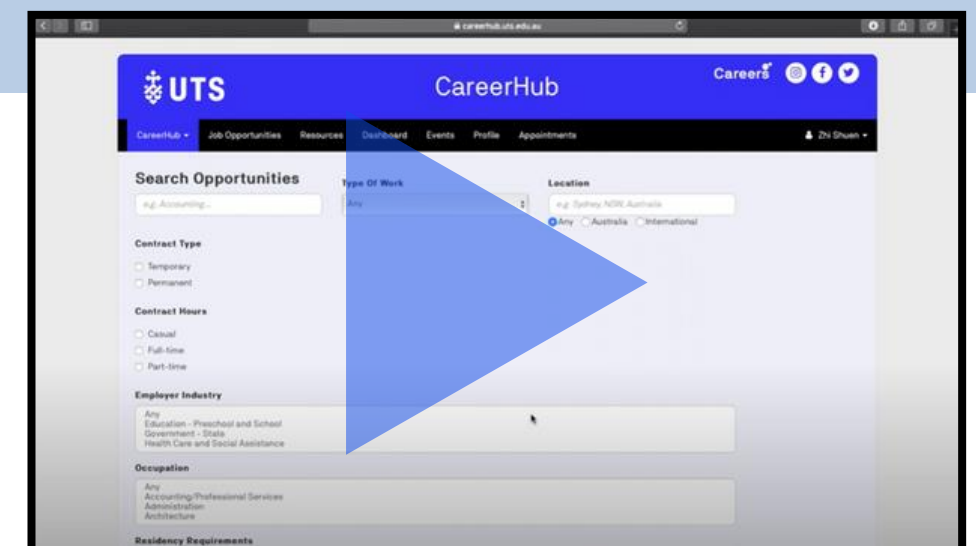 careerhub.uts.edu.au
UTS
CareerHub
Careers
CareerHub
Job Opportunities
Resources
Dashboard
Events
Profile
Appointments
Zhi Shuen
Search Opportunities
e.g. Accounting...
Type Of Work
Any
Location
e.g. Sydney, NSW, Australia
Any
Australia
International
Contract Type
Temporary
Permanent
Contract Hours
Casual
Full-time
Part-time
Employer Industry
Any
Education - Preschool and School
Government - State
Health Care and Social Assistance
Occupation
Any
Accounting/Professional Services
Administration
Architecture
Residency Requirements